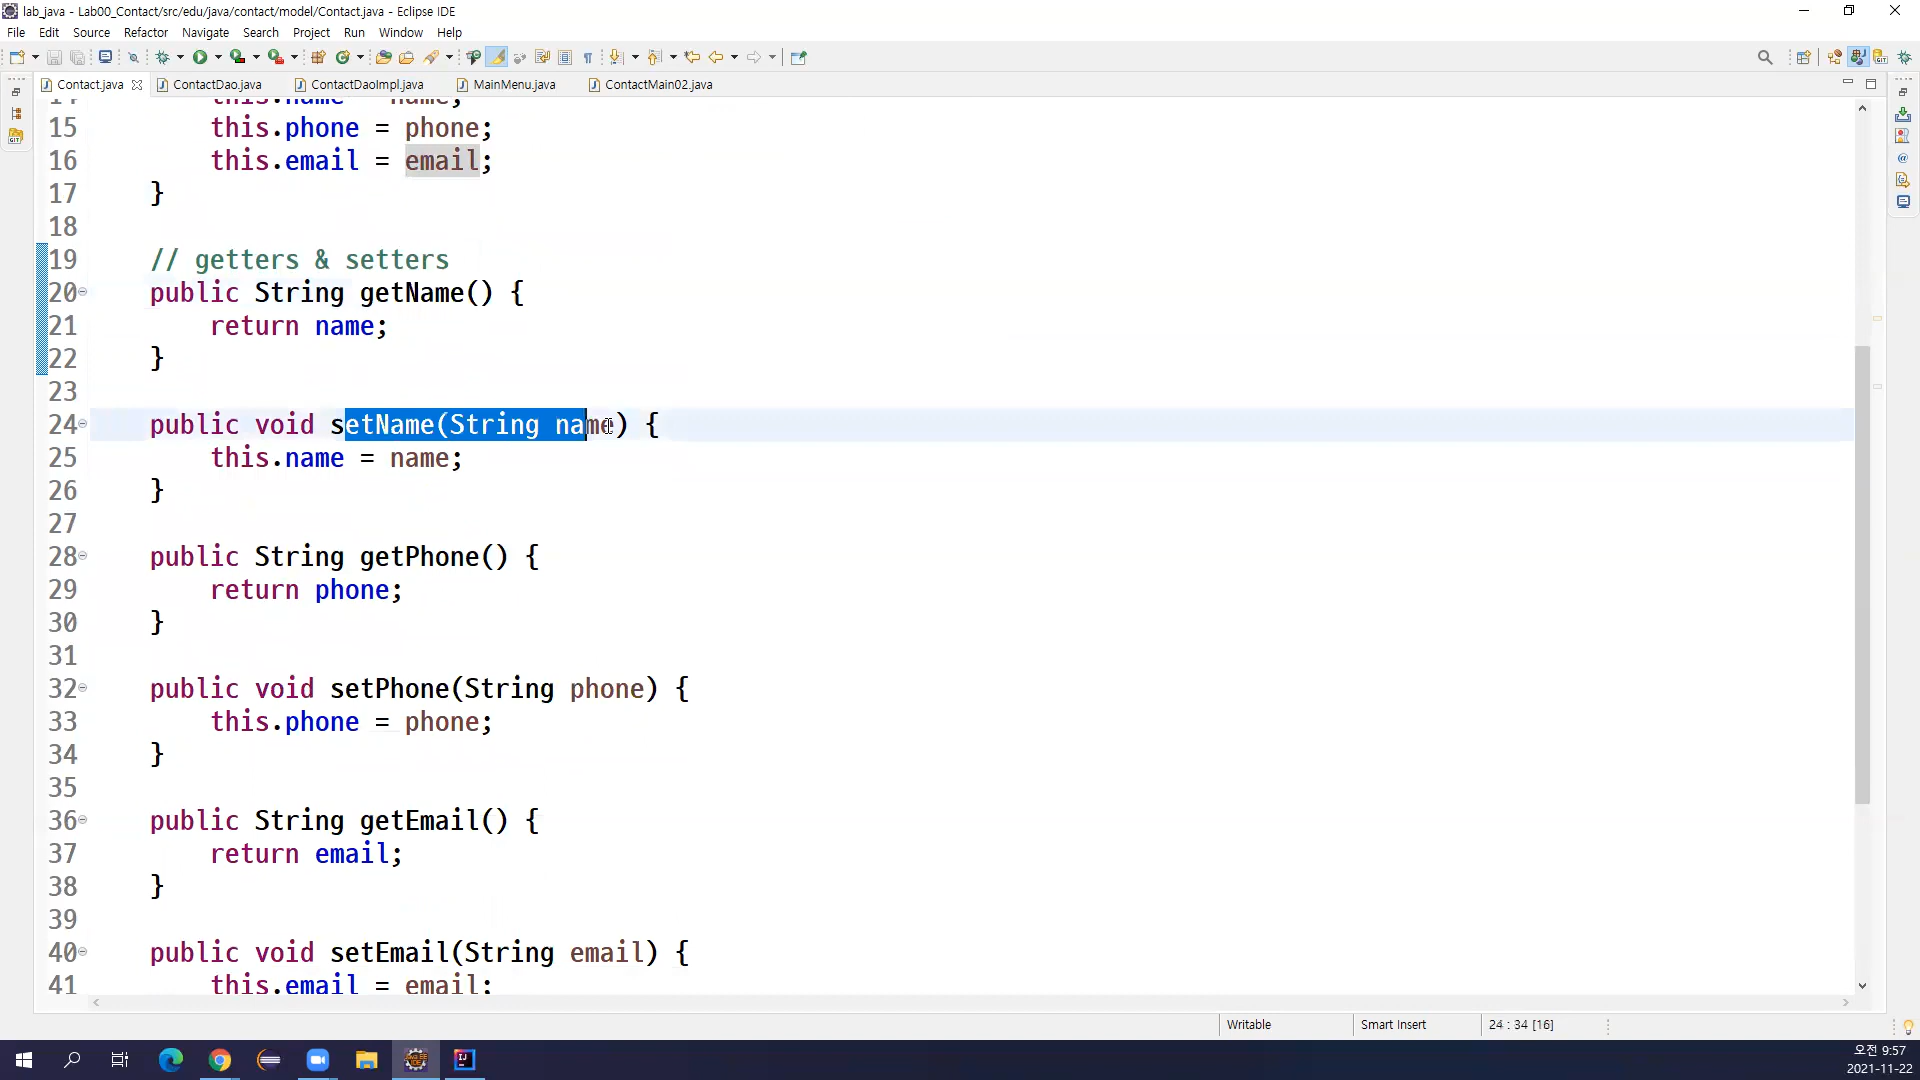 lab_java - Lab00_Contact/src/edu/java/contact/model/Contact.java - Eclipse IDE
File Edit Source Refactor Navigate Search Project Run Window Help
Contact.java ContactDao.java ContactDaoImpl.java MainMenu.java ContactMain02.java
14 this.name = name;
15 this.phone = phone;
16 this.email = email;
17 }
18
19 // getters & setters
20 public String getName() {
21 return name;
22 }
23
24 public void setName(String name) {
25 this.name = name;
26 }
27
28 public String getPhone() {
29 return phone;
30 }
31
32 public void setPhone(String phone) {
33 this.phone = phone;
34 }
35
36 public String getEmail() {
37 return email;
38 }
39
40 public void setEmail(String email) {
41 this.email = email;
Writable Smart Insert 24 : 34 [16]
오전 9:57
2021-11-22